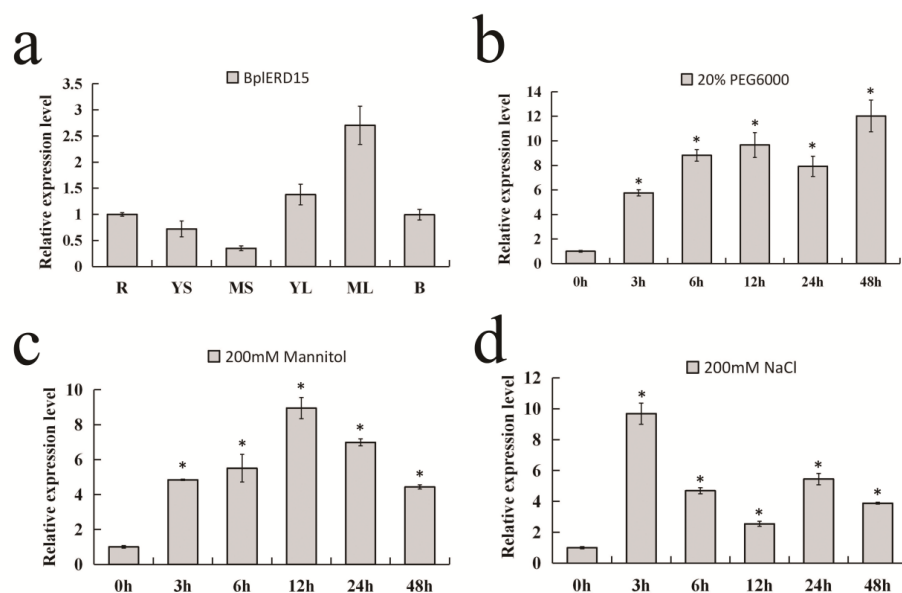 a
BplERD15
Relative expression level
3.5
3
2.5
2
1.5
1
0.5
0
R YS MS YL ML B
b
20% PEG6000
Relative expression level
14
12
10
8
6
4
2
0
* * * * *
0h 3h 6h 12h 24h 48h
c
200mM Mannitol
Relative expression level
10
8
6
4
2
0
* * * * *
0h 3h 6h 12h 24h 48h
d
200mM NaCl
Relative expression level
12
10
8
6
4
2
0
* * * * *
0h 3h 6h 12h 24h 48h